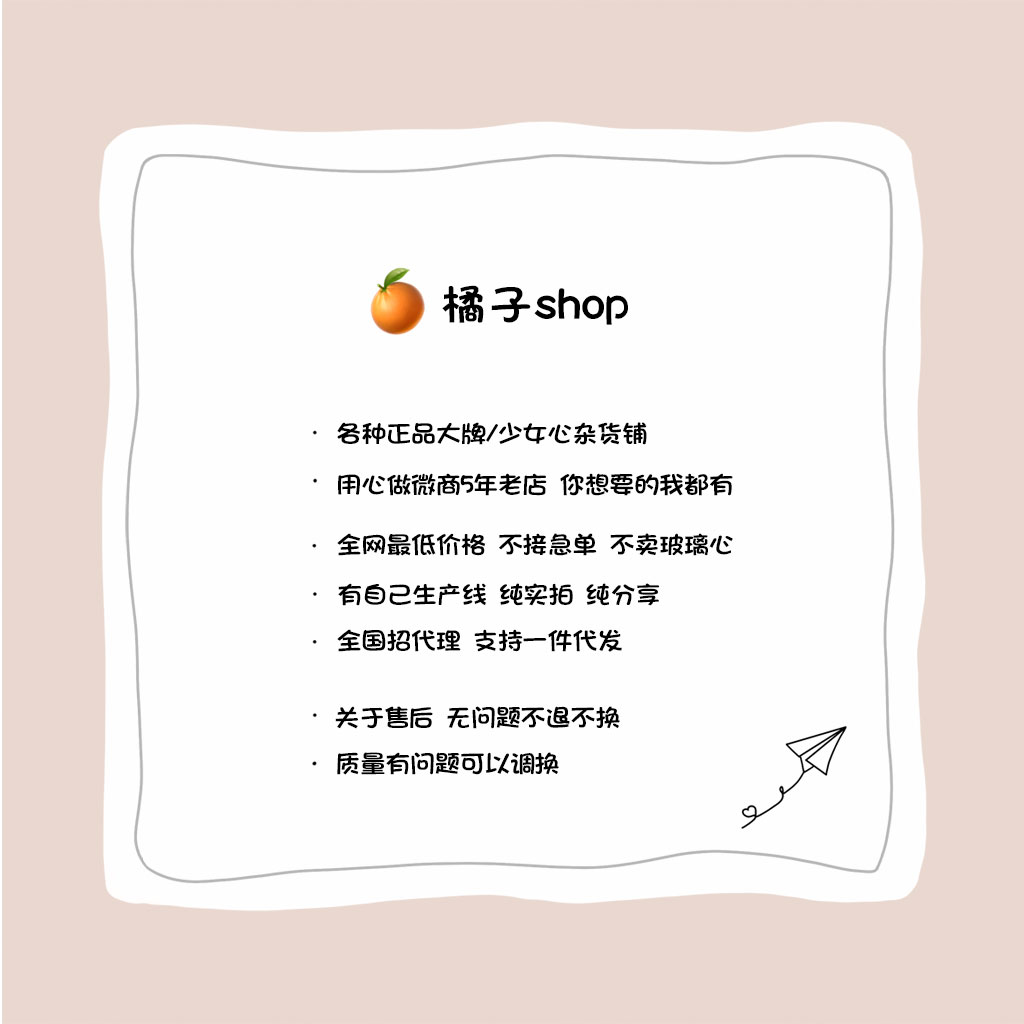 橘子shop
· 各种正品大牌/少女心杂货铺
· 用心做微商5年老店 你想要的我都有
· 全网最低价格 不接急单 不卖玻璃心
· 有自己生产线 纯实拍 纯分享
· 全国招代理 支持一件代发
· 关于售后 无问题不退不换
· 质量有问题可以调换